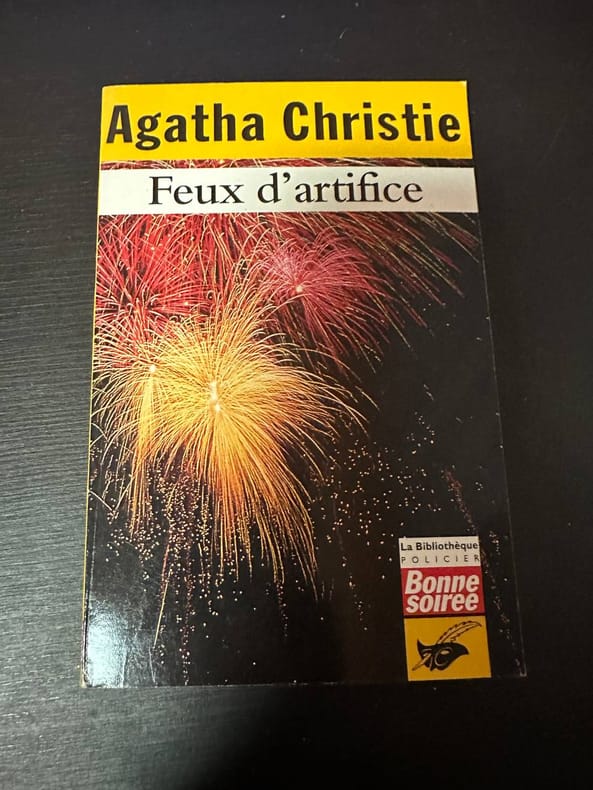 Agatha Christie
Feux d'artifice
La Bibliothèque
POLICIER
Bonne
soirée